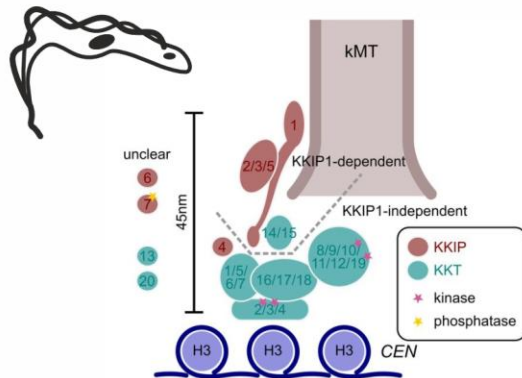 kMT
1
2/3/5
KKIP1-dependent
unclear
6
7
45nm
KKIP1-independent
14/15
4
8/9/10/
11/12/19
13
20
1/5/
6/7
16/17/18
2/3/4
KKIP
KKT
kinase
phosphatase
H3
H3
H3
CEN